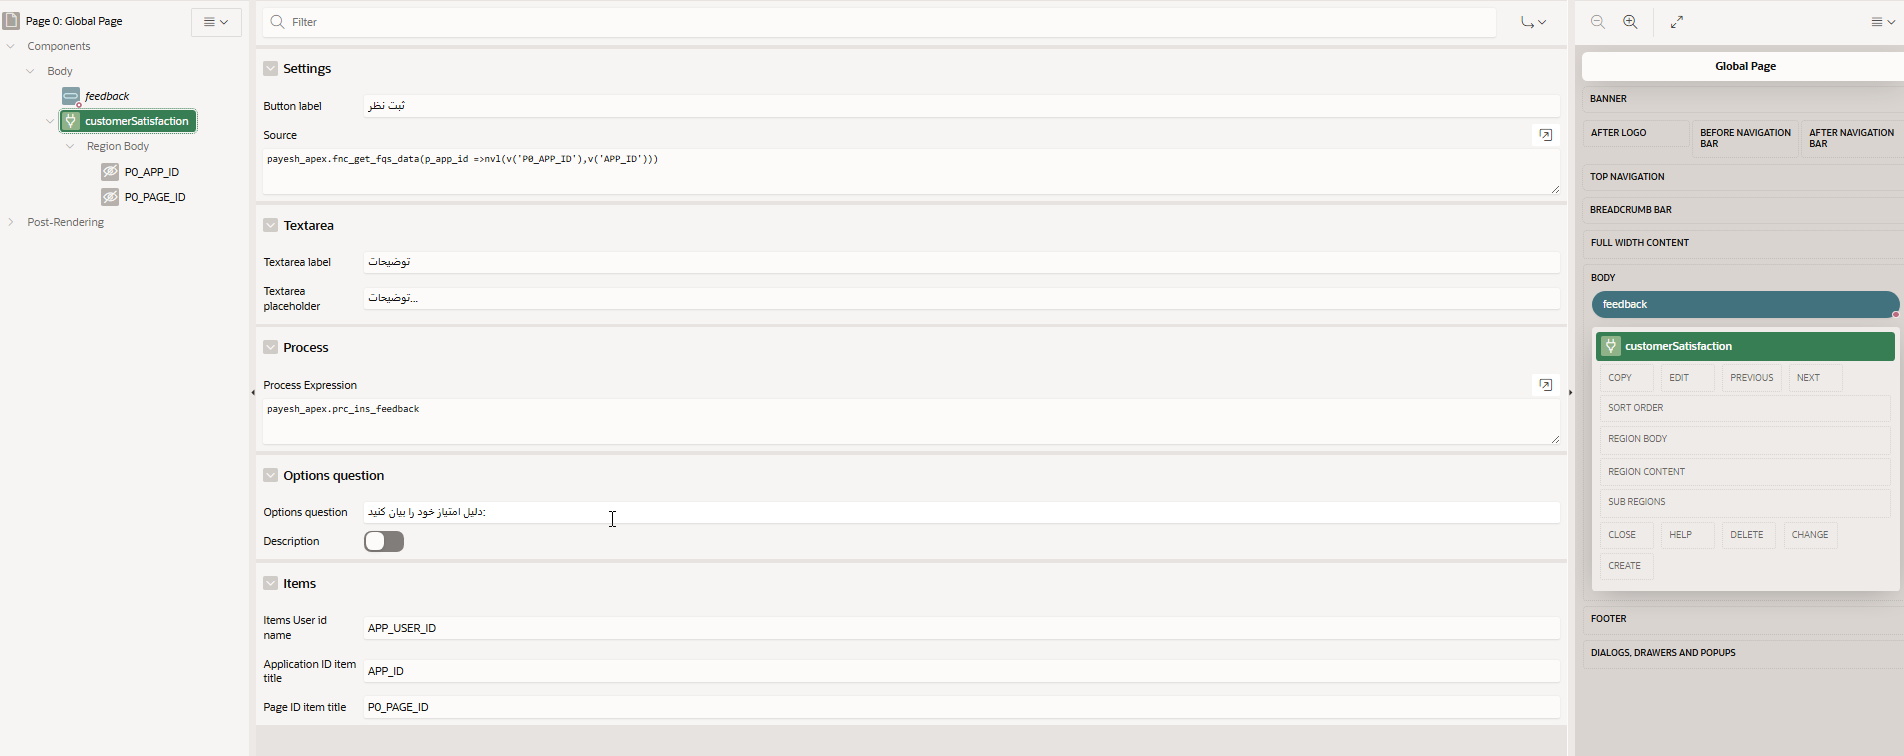 Page 0: Global Page
Components
Body
feedback
customerSatisfaction
Region Body
P0_APP_ID
P0_PAGE_ID
Post-Rendering
Filter
Settings
Button label
ثبت نظر
Source
payesh_apex.fnc_get_fqs_data(p_app_id =>nvl(v('P0_APP_ID'),v('APP_ID')))
Textarea
Textarea label
توضیحات
Textarea
placeholder
توضیحات...
Process
Process Expression
payesh_apex.prc_ins_feedback
Options question
Options question
دلیل امتیاز خود را بیان کنید:
Description
Items
Items User id
name
APP_USER_ID
Application ID item
title
APP_ID
Page ID item title
P0_PAGE_ID
Global Page
BANNER
AFTER LOGO
BEFORE NAVIGATION
BAR
AFTER NAVIGATION
BAR
TOP NAVIGATION
BREADCRUMB BAR
FULL WIDTH CONTENT
BODY
feedback
customerSatisfaction
COPY EDIT PREVIOUS NEXT
SORT ORDER
REGION BODY
REGION CONTENT
SUB REGIONS
CLOSE HELP DELETE CHANGE
CREATE
FOOTER
DIALOGS, DRAWERS AND POPUPS